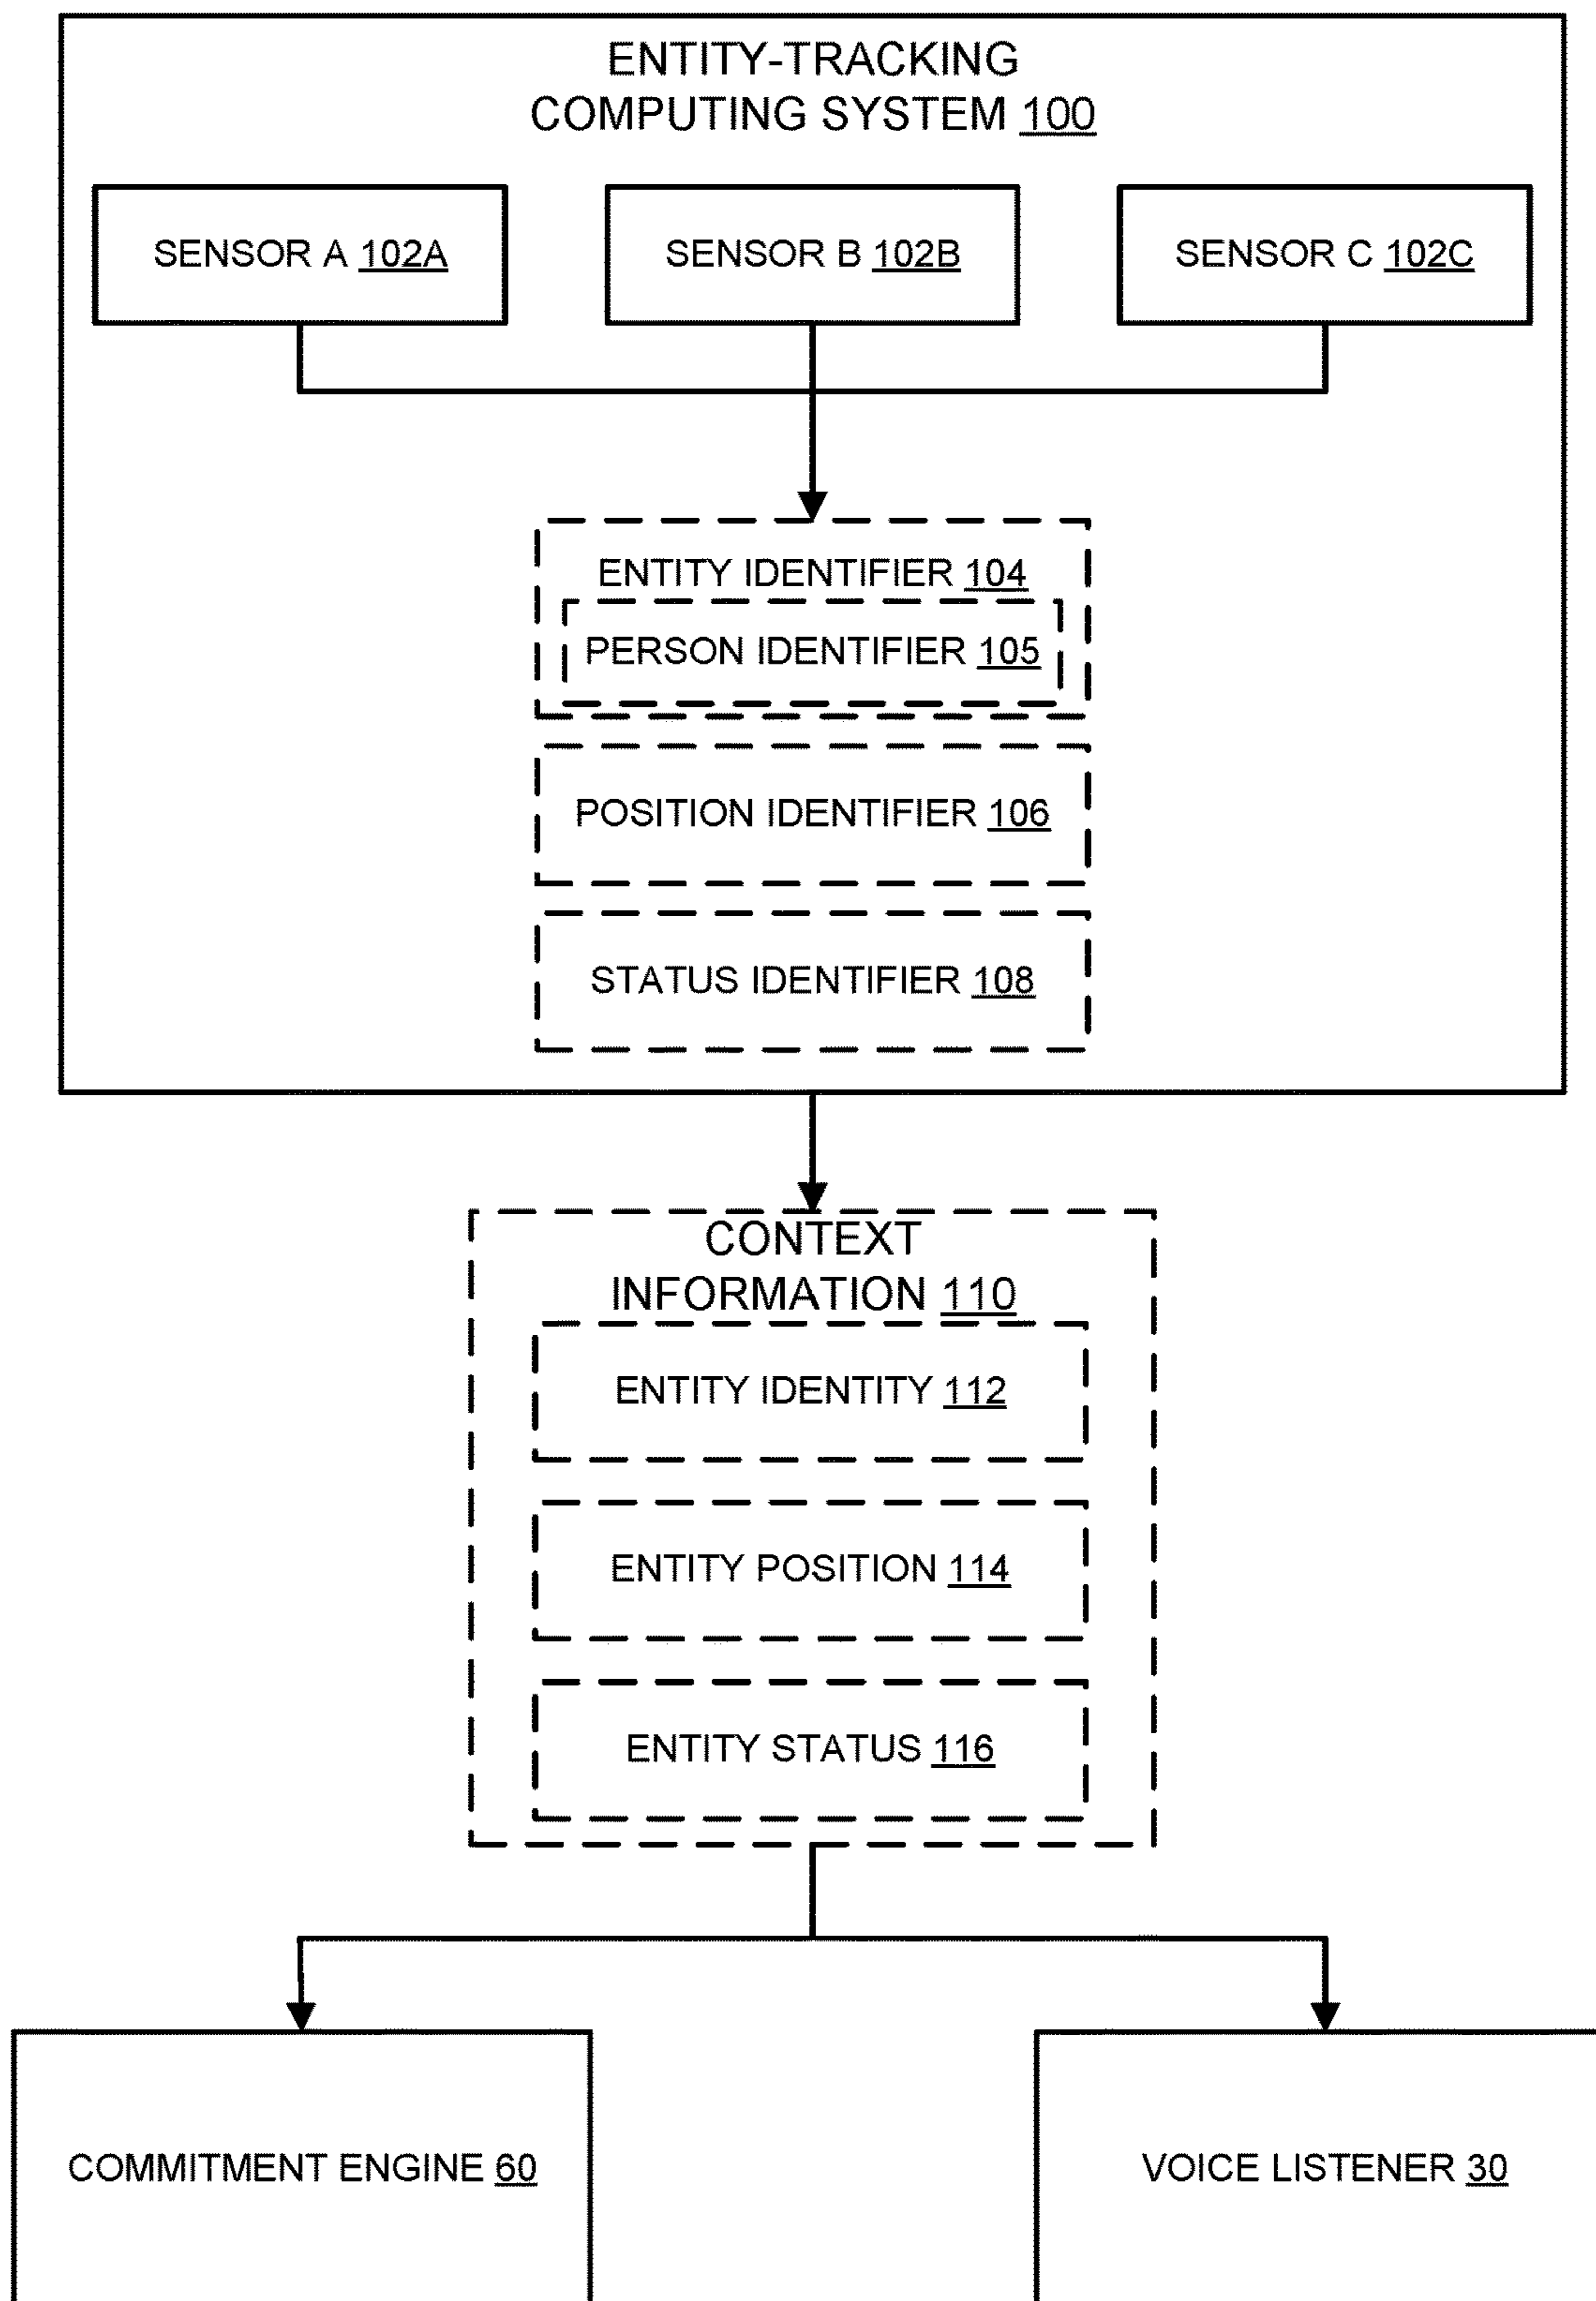 ENTITY-TRACKING
COMPUTING SYSTEM 100
SENSOR A 102A
SENSOR B 102B
SENSOR C 102C
ENTITY IDENTIFIER 104
PERSON IDENTIFIER 105
POSITION IDENTIFIER 106
STATUS IDENTIFIER 108
CONTEXT
INFORMATION 110
ENTITY IDENTITY 112
ENTITY POSITION 114
ENTITY STATUS 116
COMMITMENT ENGINE 60
VOICE LISTENER 30